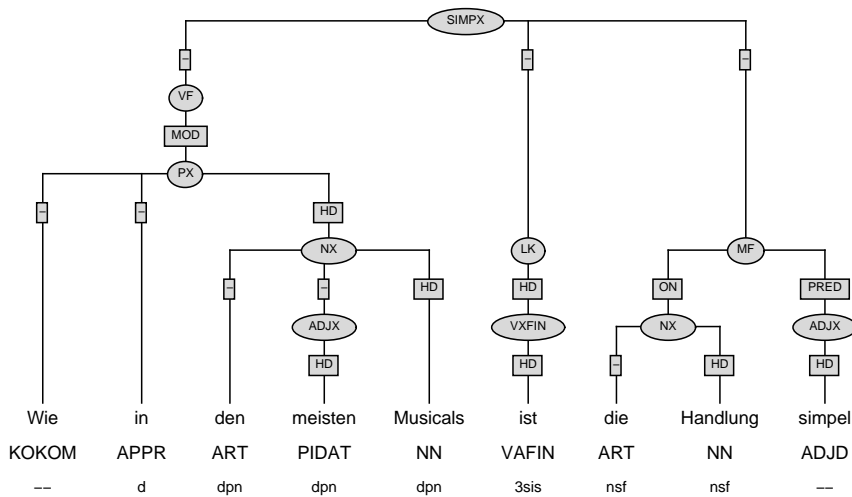 SIMPX
– – –
VF
MOD
PX
– – HD
NX LK MF
– – HD HD ON PRED
ADJX VXFIN NX ADJX
HD HD – HD HD
Wie in den meisten Musicals ist die Handlung simpel
KOKOM APPR ART PIDAT NN VAFIN ART NN ADJD
–– d dpn dpn dpn 3sis nsf nsf ––